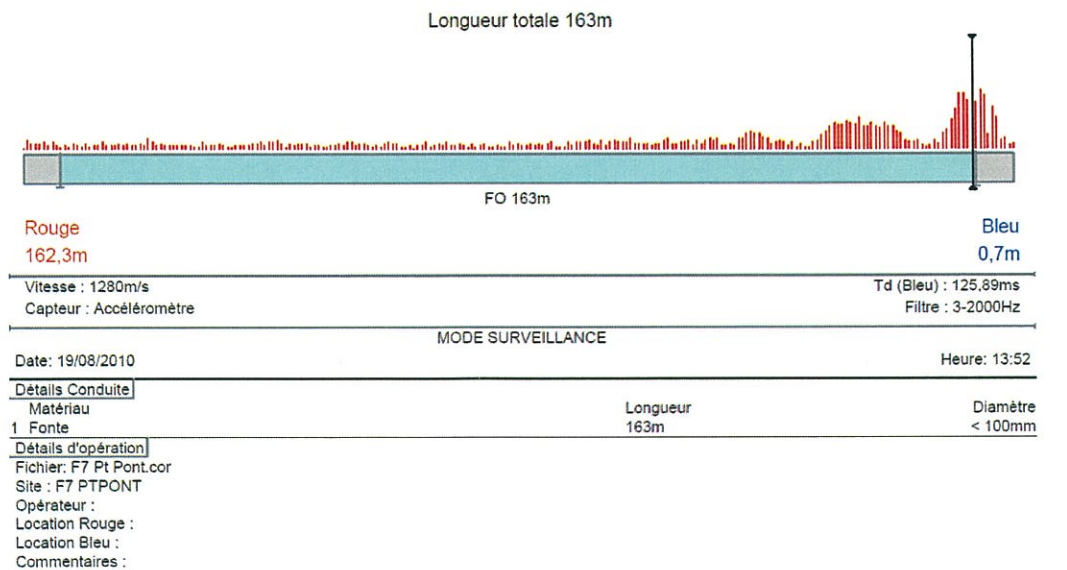 Longueur totale 163m
FO 163m
Rouge Bleu
162,3m 0,7m
Vitesse : 1280m/s Td (Bleu) : 125,89ms
Capteur : Accéléromètre Filtre : 3-2000Hz
MODE SURVEILLANCE
Date: 19/08/2010 Heure: 13:52
Détails Conduite
Matériau Longueur Diamètre
1 Fonte 163m < 100mm
Détails d'opération
Fichier: F7 Pt Pont.cor
Site : F7 PTPONT
Opérateur :
Location Rouge :
Location Bleu :
Commentaires :